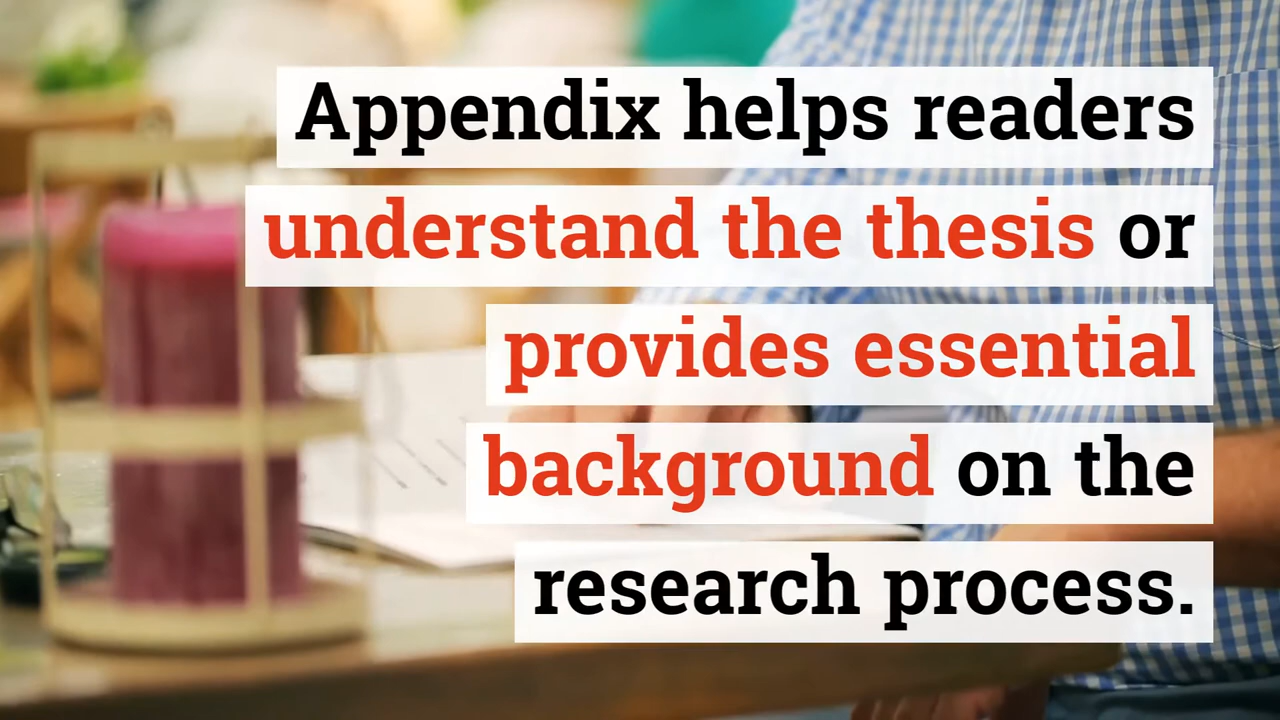 Appendix helps readers
understand the thesis or
provides essential
background on the
research process.